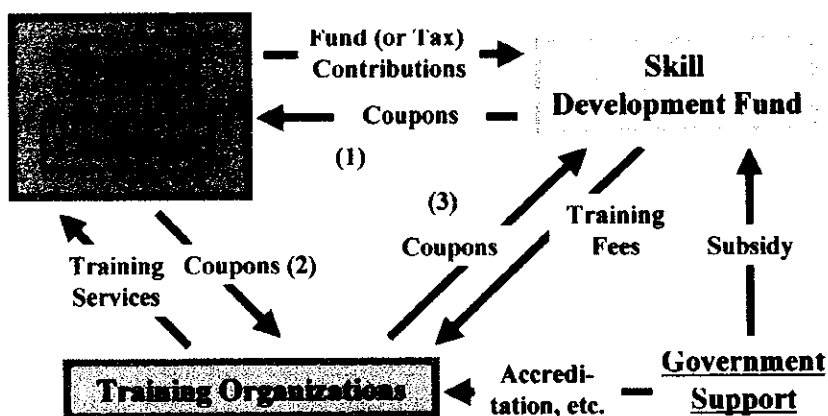 Fund (or Tax)
Contributions
Skill
Development Fund
Coupons
(1)
(3)
Coupons
Training
Fees
Subsidy
Training
Services
Coupons (2)
Training Organizations
Accredi-
tation, etc.
Government
Support